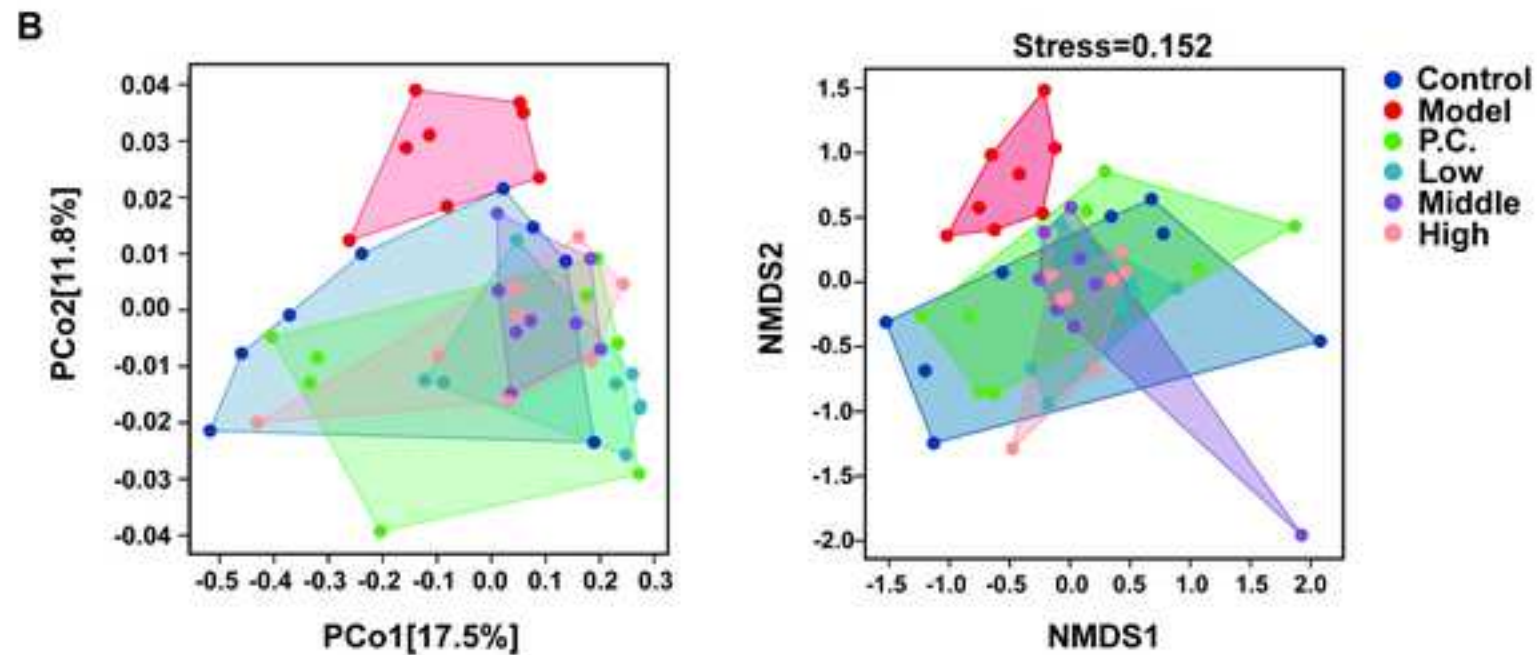 B
0.04
0.03
0.02
0.01
0.00
-0.01
-0.02
-0.03
-0.04
PCo2[11.8%]
-0.5 -0.4 -0.3 -0.2 -0.1 0.0 0.1 0.2 0.3
PCo1[17.5%]
Stress=0.152
1.5
1.0
0.5
0.0
-0.5
-1.0
-1.5
-2.0
NMDS2
-1.5 -1.0 -0.5 0.0 0.5 1.0 1.5 2.0
NMDS1
Control
Model
P.C.
Low
Middle
High